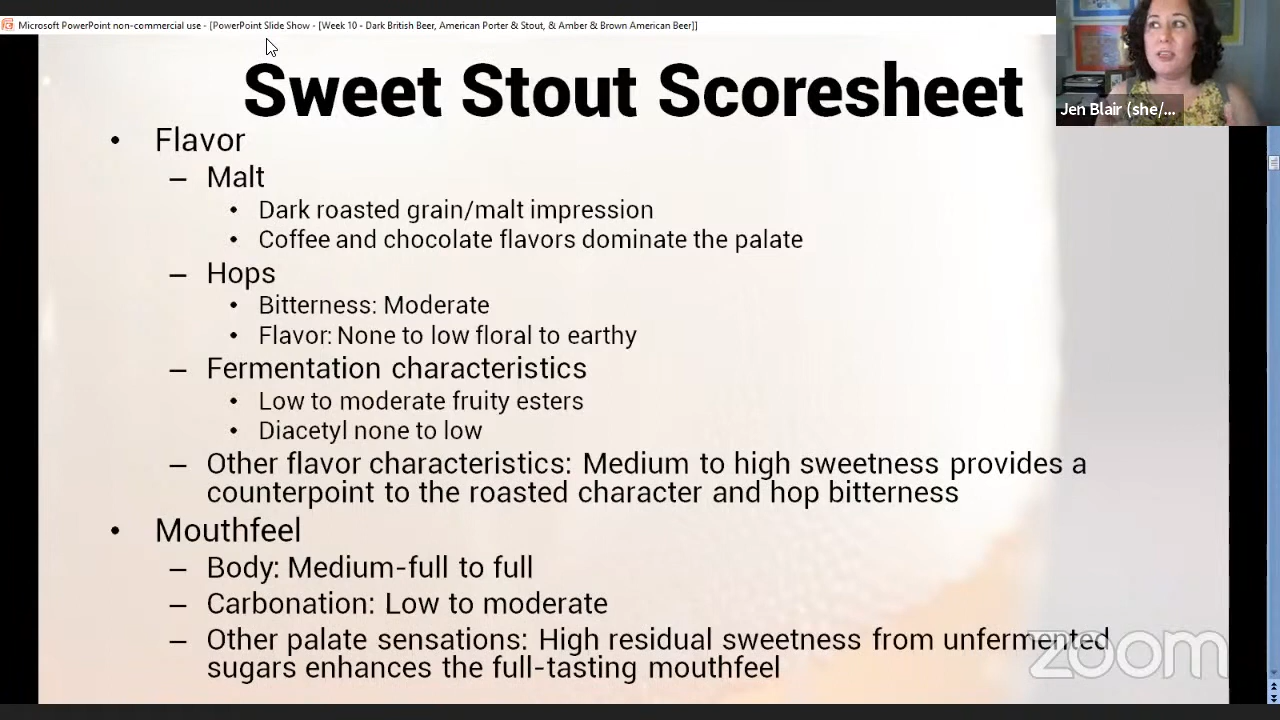 Microsoft PowerPoint non-commercial use - [PowerPoint Slide Show - [Week 10 - Dark British Beer, American Porter & Stout, & Amber & Brown American Beer]]
Sweet Stout Scoresheet
Jen Blair (she/...
• Flavor
– Malt
• Dark roasted grain/malt impression
• Coffee and chocolate flavors dominate the palate
– Hops
• Bitterness: Moderate
• Flavor: None to low floral to earthy
– Fermentation characteristics
• Low to moderate fruity esters
• Diacetyl none to low
– Other flavor characteristics: Medium to high sweetness provides a
counterpoint to the roasted character and hop bitterness
• Mouthfeel
– Body: Medium-full to full
– Carbonation: Low to moderate
– Other palate sensations: High residual sweetness from unfermented
sugars enhances the full-tasting mouthfeel
zoom